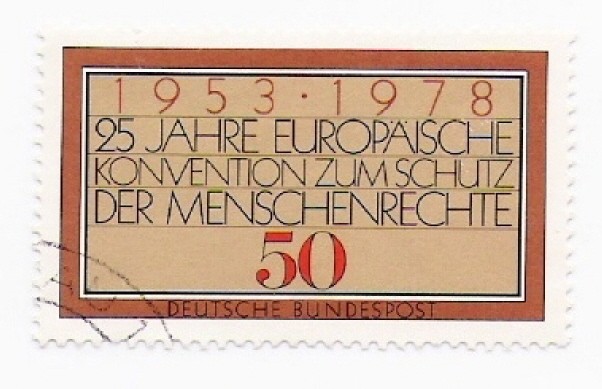 1953·1978
25 JAHRE EUROPÄISCHE
KONVENTION ZUM SCHUTZ
DER MENSCHENRECHTE
50
DEUTSCHE BUNDESPOST